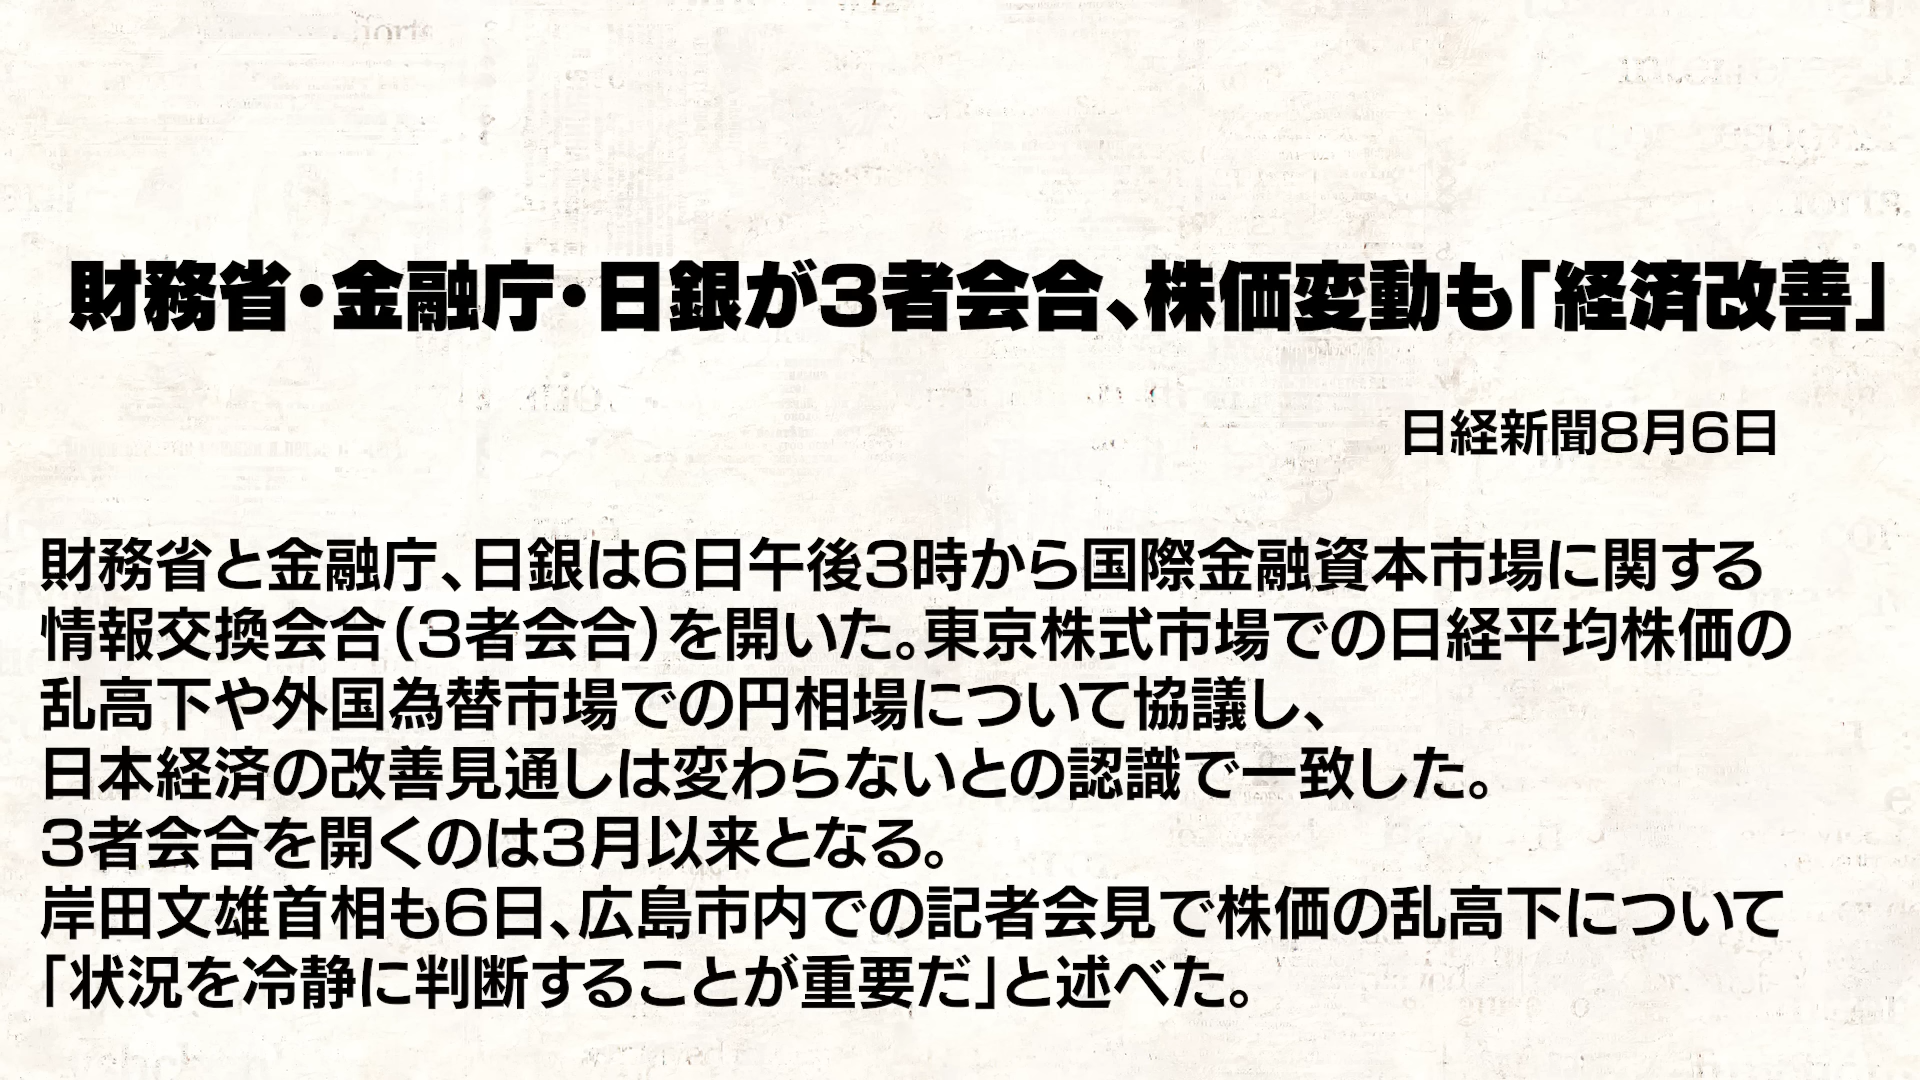 財務省・金融庁・日銀が3者会合、株価変動も「経済改善」
日経新聞8月6日
財務省と金融庁、日銀は6日午後3時から国際金融資本市場に関する
情報交換会合（3者会合）を開いた。東京株式市場での日経平均株価の
乱高下や外国為替市場での円相場について協議し、
日本経済の改善見通しは変わらないとの認識で一致した。
3者会合を開くのは3月以来となる。
岸田文雄首相も6日、広島市内での記者会見で株価の乱高下について
「状況を冷静に判断することが重要だ」と述べた。